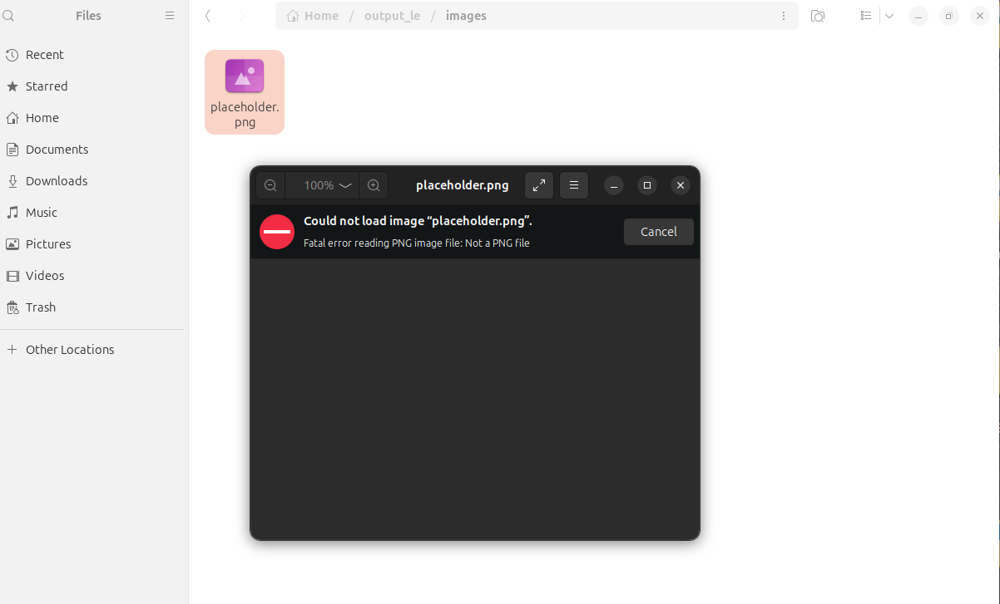 Files
Home / output_le / images
Recent
Starred
Home
Documents
Downloads
Music
Pictures
Videos
Trash
Other Locations
placeholder.
png
100%
placeholder.png
Could not load image “placeholder.png”.
Fatal error reading PNG image file: Not a PNG file
Cancel